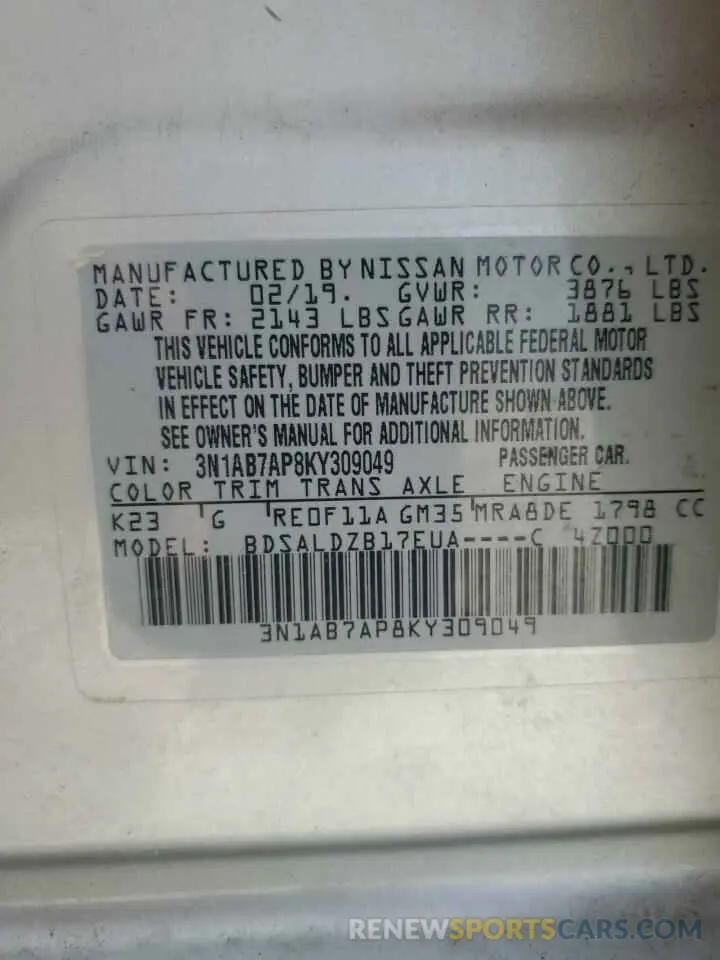 MANUFACTURED BY NISSAN MOTOR CO., LTD.
DATE: 02/19. GVWR: 3876 LBS
GAWR FR: 2143 LBS GAWR RR: 1881 LBS
THIS VEHICLE CONFORMS TO ALL APPLICABLE FEDERAL MOTOR
VEHICLE SAFETY, BUMPER AND THEFT PREVENTION STANDARDS
IN EFFECT ON THE DATE OF MANUFACTURE SHOWN ABOVE.
SEE OWNER'S MANUAL FOR ADDITIONAL INFORMATION.
VIN: 3N1AB7AP8KY309049 PASSENGER CAR.
COLOR TRIM TRANS AXLE ENGINE
K23 G RE0F11A GM35 MRA8DE 1798 CC
MODEL: BDSALDZB17EUA----C 4Z000
3N1AB7AP8KY309049
RENEWSPORTSCARS.COM